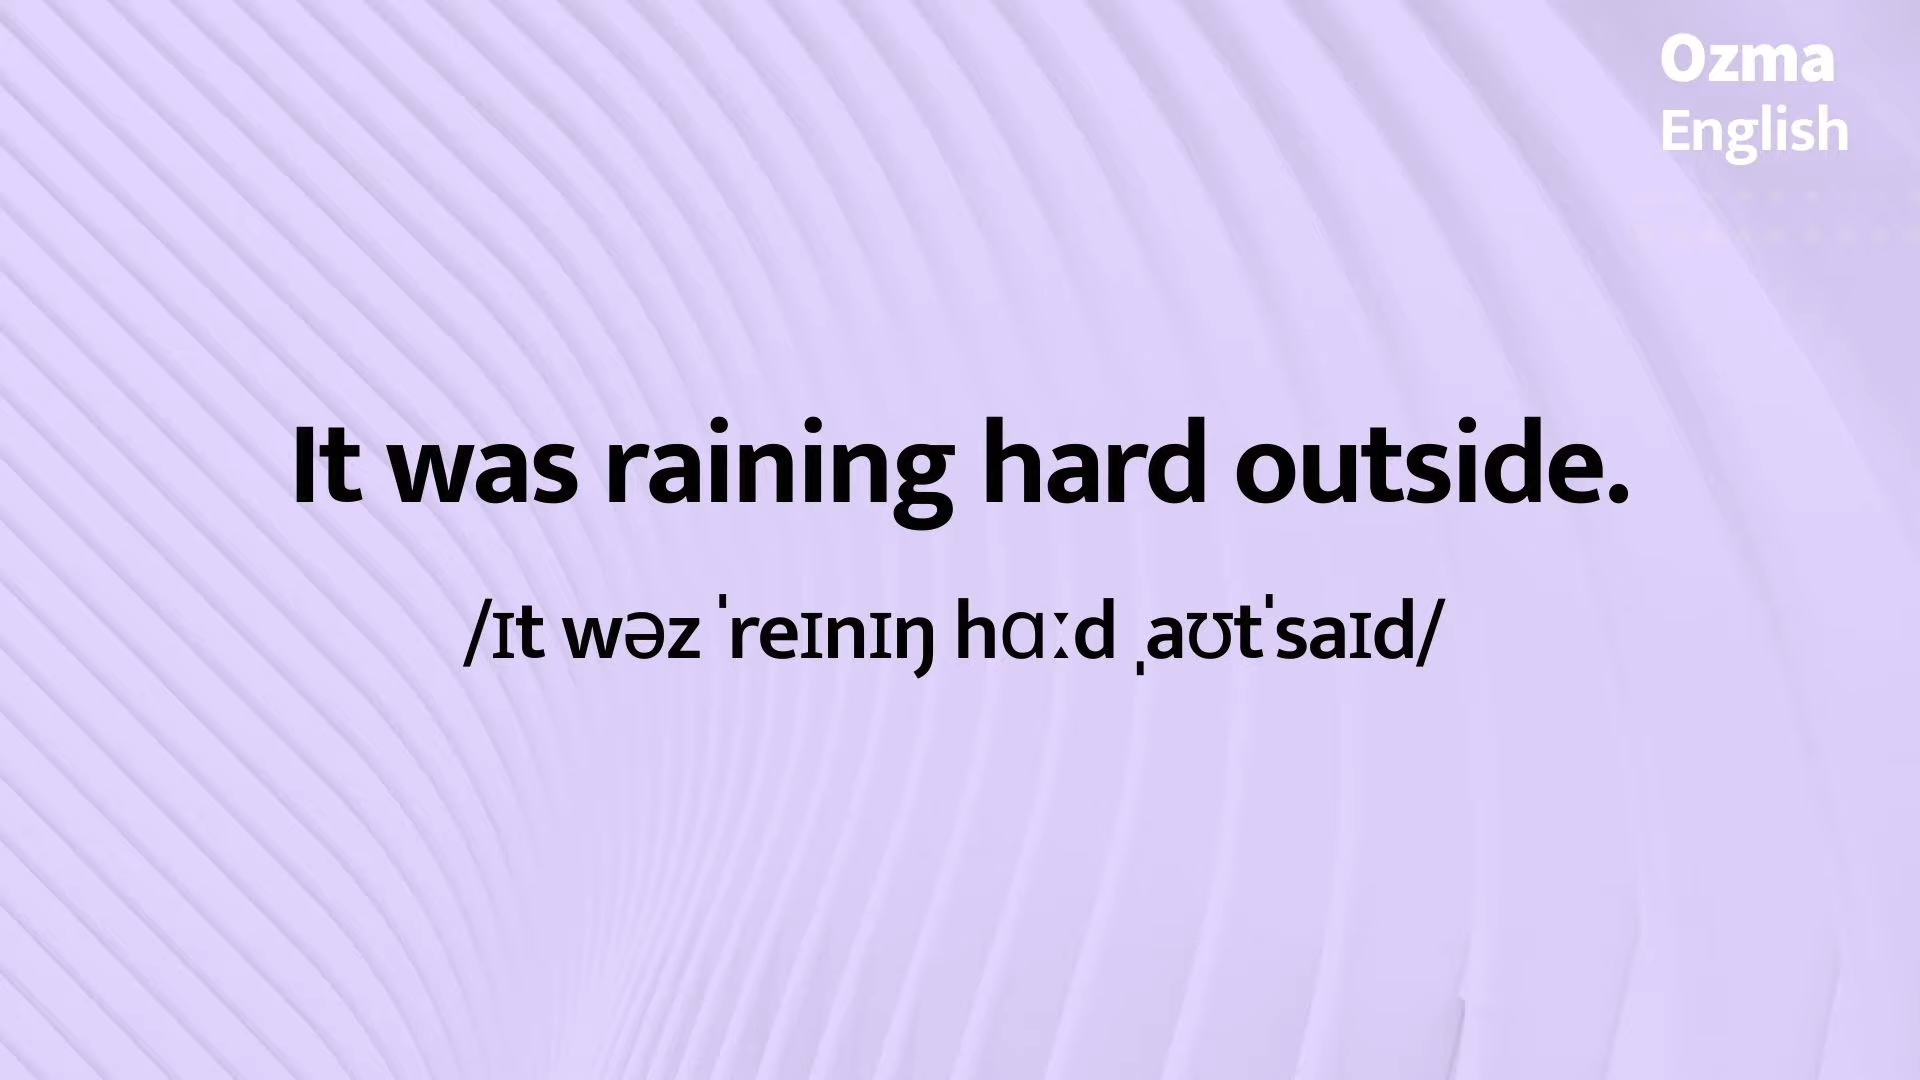 Ozma
English
It was raining hard outside.
/ɪt wəz ˈreɪnɪŋ hɑːd ˌaʊtˈsaɪd/